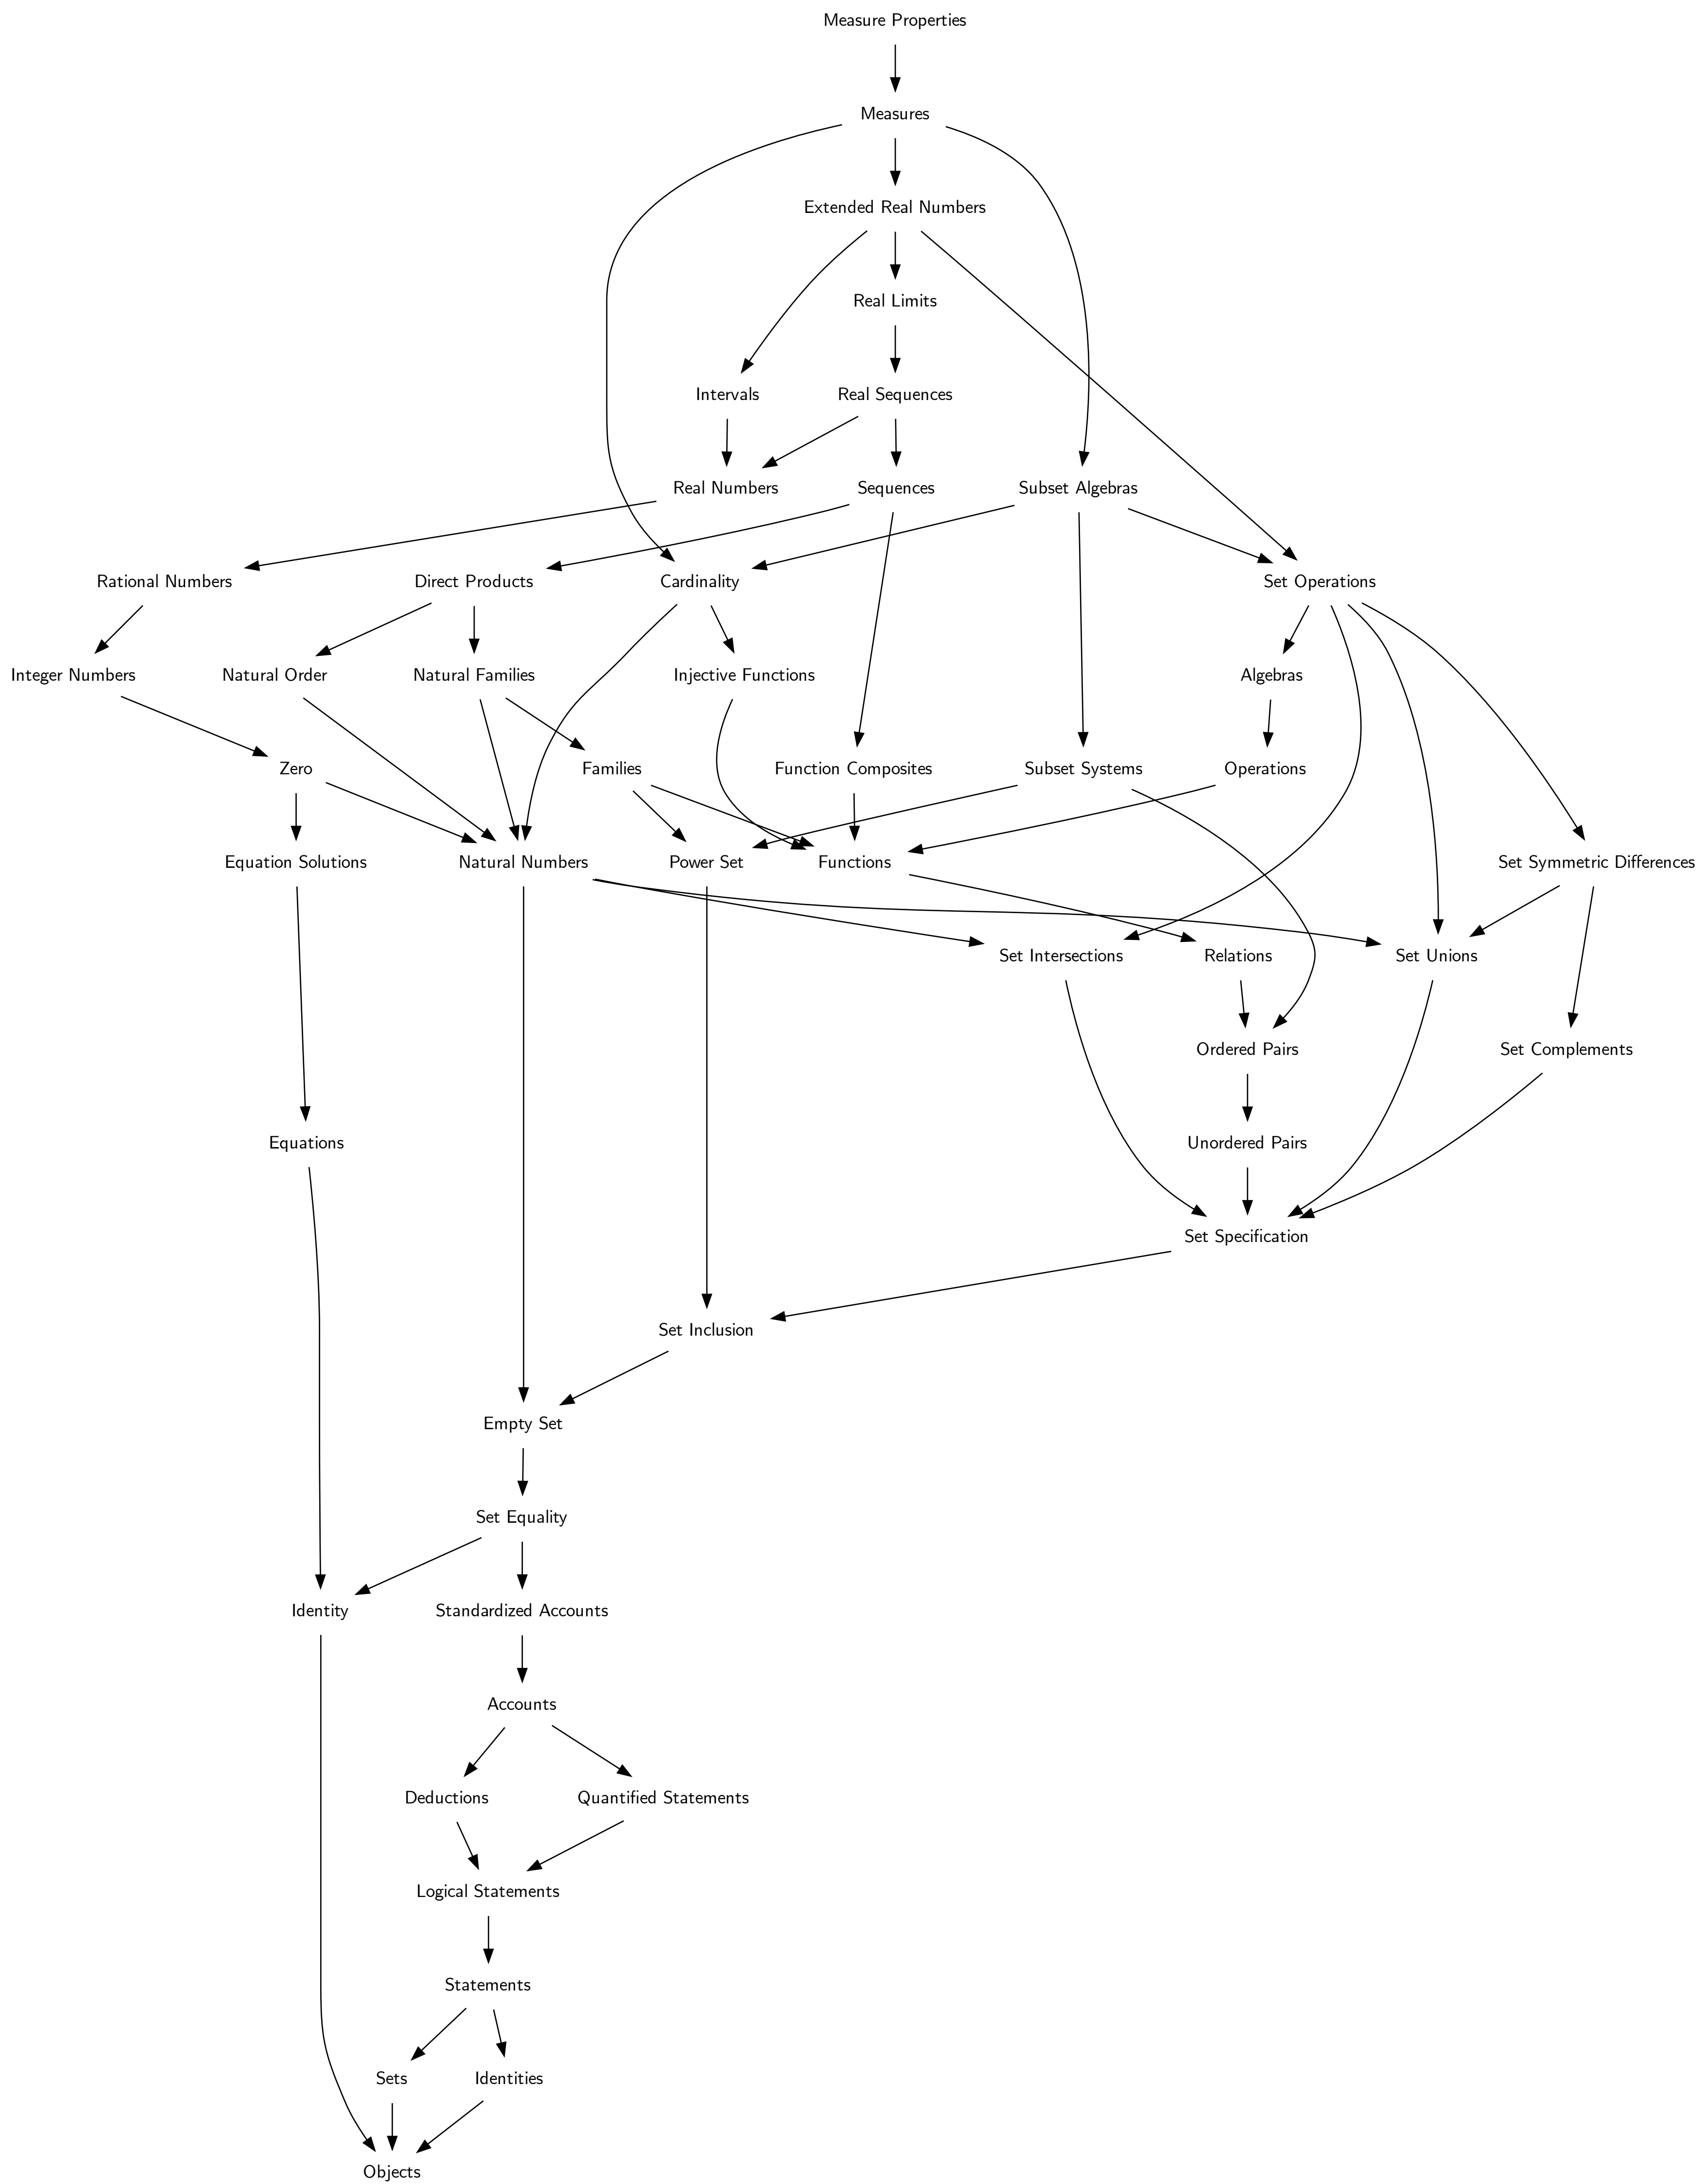 Measure Properties
Measures
Extended Real Numbers
Real Limits
Intervals
Real Sequences
Real Numbers
Sequences
Subset Algebras
Rational Numbers
Direct Products
Cardinality
Set Operations
Integer Numbers
Natural Order
Natural Families
Injective Functions
Algebras
Zero
Families
Function Composites
Subset Systems
Operations
Equation Solutions
Natural Numbers
Power Set
Functions
Set Symmetric Differences
Set Intersections
Relations
Set Unions
Ordered Pairs
Set Complements
Equations
Unordered Pairs
Set Specification
Set Inclusion
Empty Set
Set Equality
Identity
Standardized Accounts
Accounts
Deductions
Quantified Statements
Logical Statements
Statements
Sets
Identities
Objects